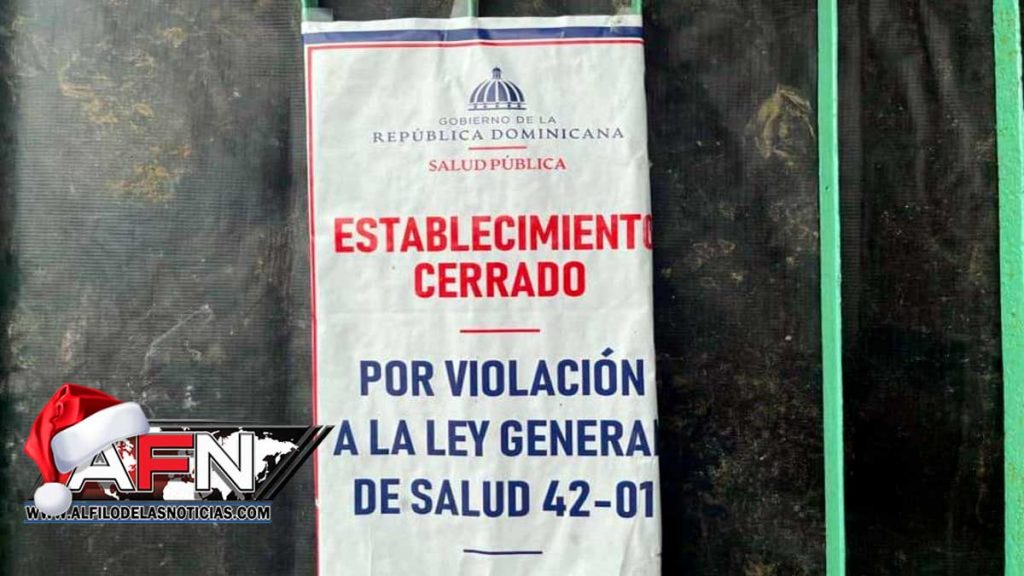 GOBIERNO DE LA
REPÚBLICA DOMINICANA
SALUD PÚBLICA
ESTABLECIMIENTO
CERRADO
POR VIOLACIÓN
A LA LEY GENERAL
DE SALUD 42-01
AFN
WWW.ALFILODELASNOTICIAS.COM